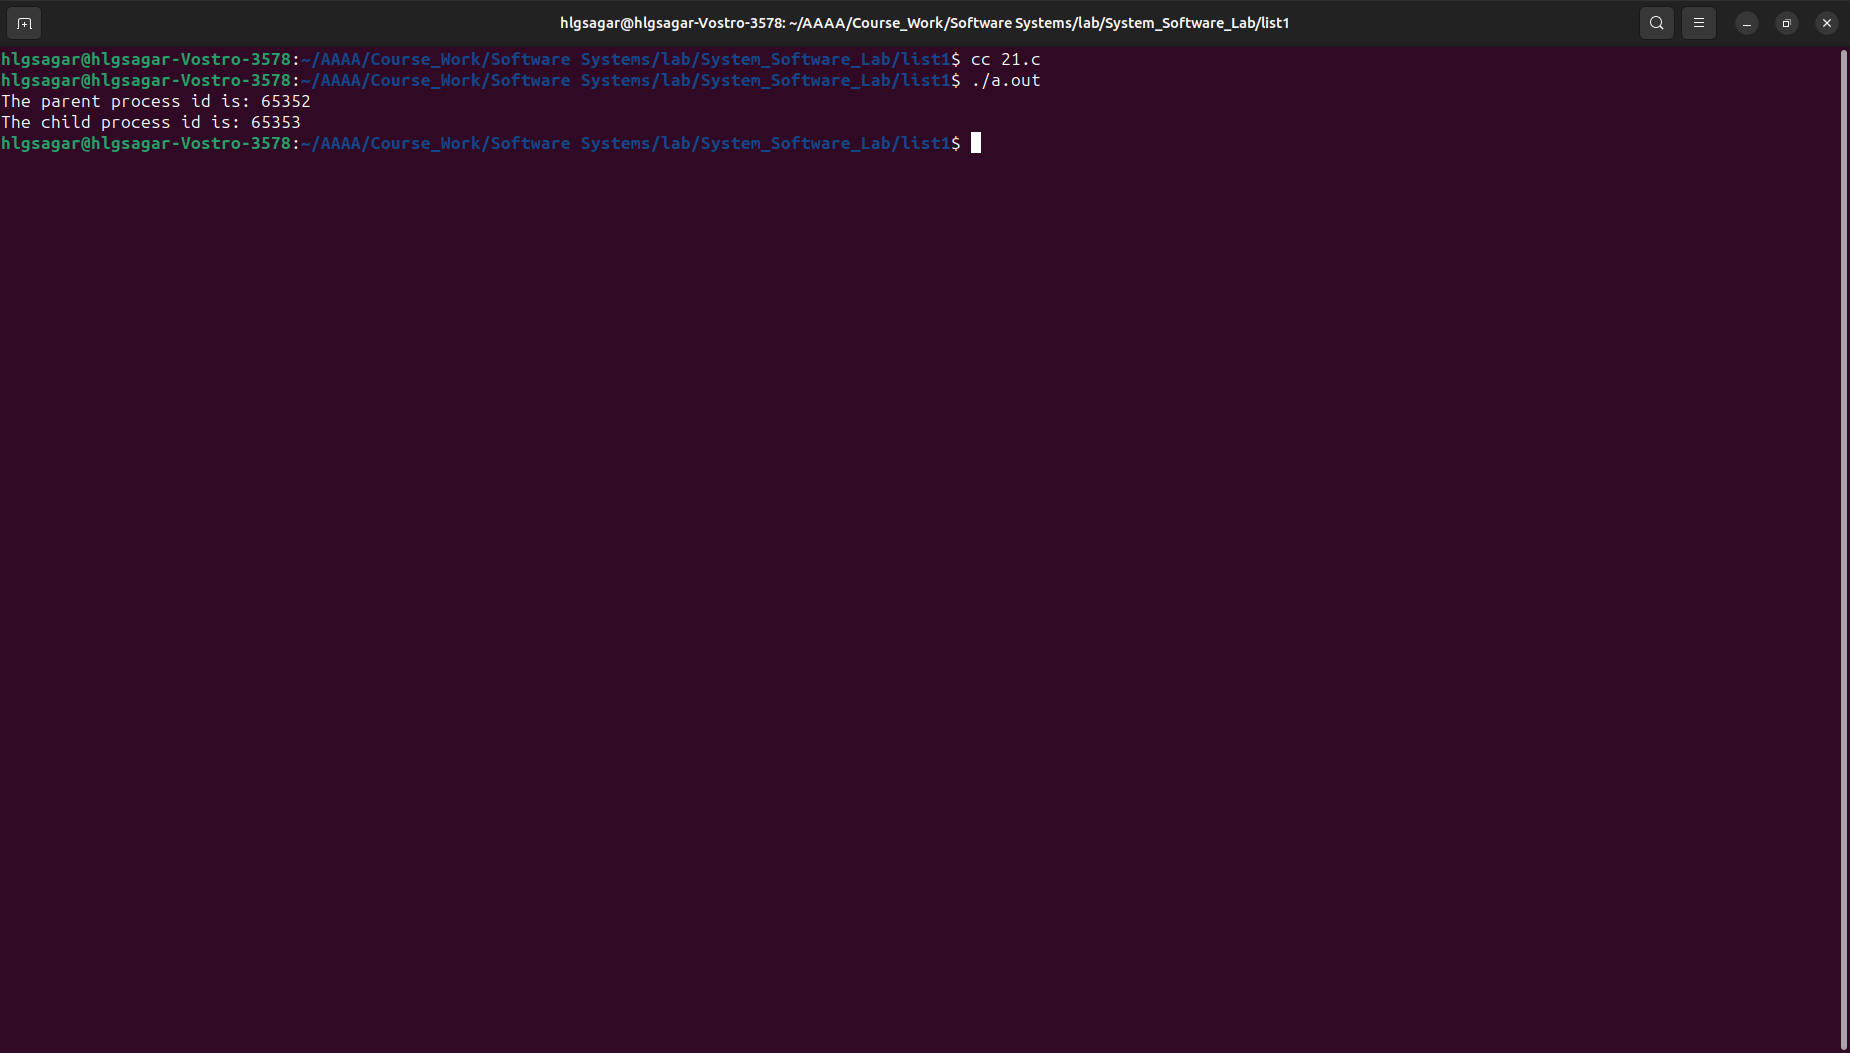 hlgsagar@hlgsagar-Vostro-3578: ~/AAAA/Course_Work/Software Systems/lab/System_Software_Lab/list1
hlgsagar@hlgsagar-Vostro-3578:~/AAAA/Course_Work/Software Systems/lab/System_Software_Lab/list1$ cc 21.c
hlgsagar@hlgsagar-Vostro-3578:~/AAAA/Course_Work/Software Systems/lab/System_Software_Lab/list1$ ./a.out
The parent process id is: 65352
The child process id is: 65353
hlgsagar@hlgsagar-Vostro-3578:~/AAAA/Course_Work/Software Systems/lab/System_Software_Lab/list1$